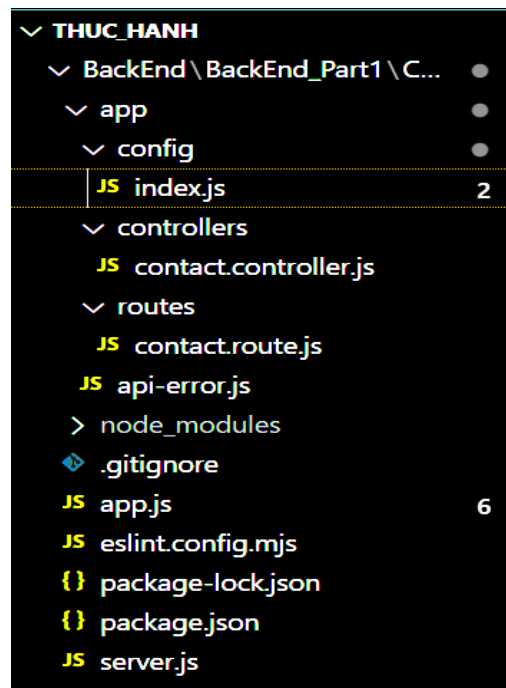 THUC_HANH
BackEnd\BackEnd_Part1\C...
app
config
JS index.js 2
controllers
JS contact.controller.js
routes
JS contact.route.js
JS api-error.js
node_modules
.gitignore
JS app.js 6
JS eslint.config.mjs
{} package-lock.json
{} package.json
JS server.js